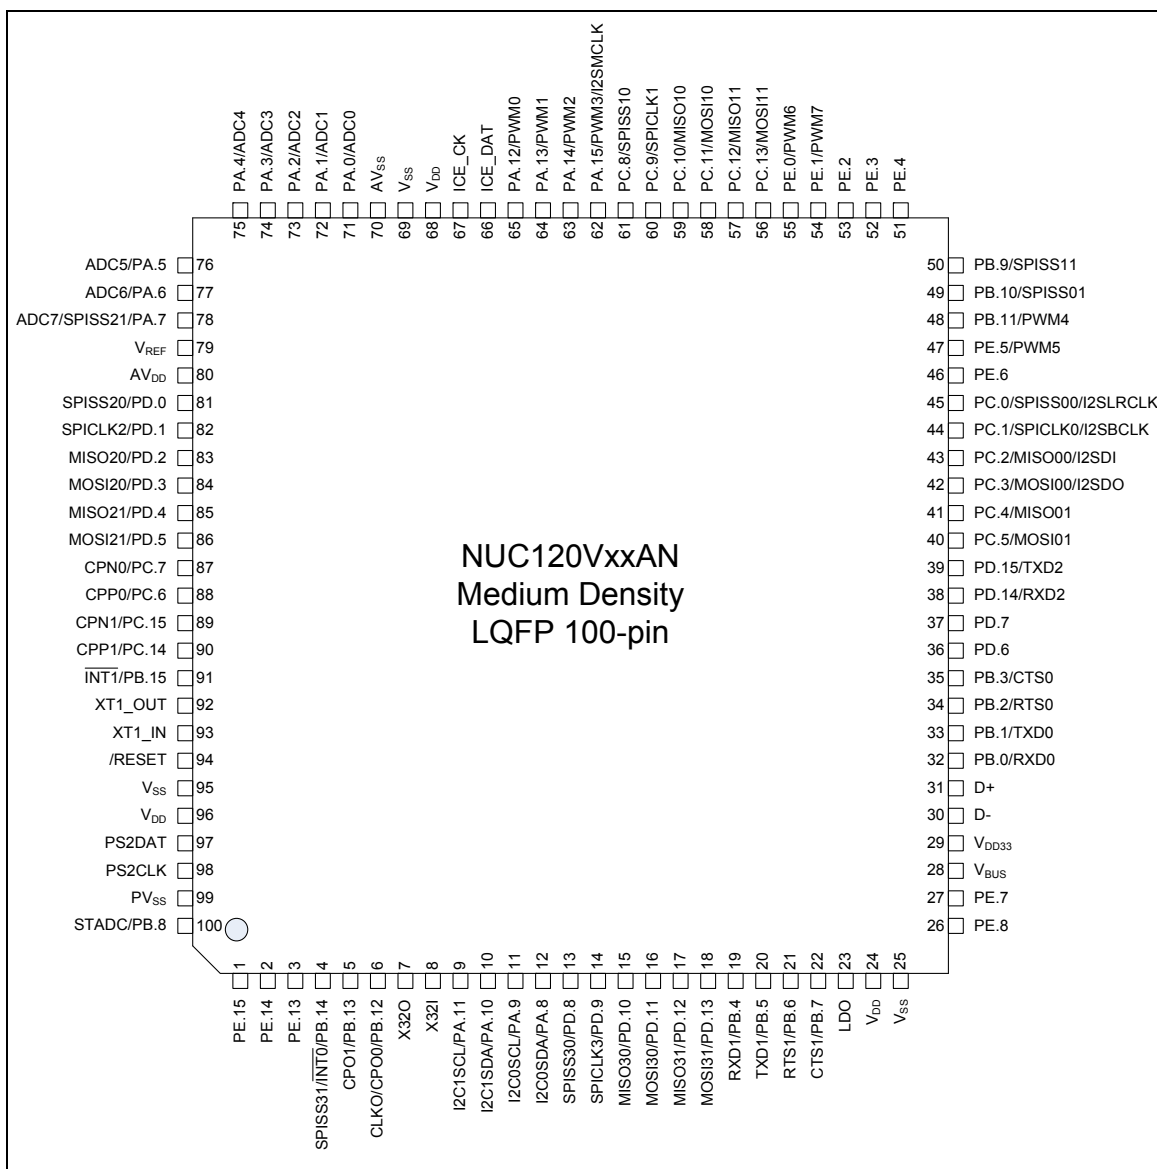 PA.4/ADC4
PA.3/ADC3
PA.2/ADC2
PA.1/ADC1
PA.0/ADC0
AVSS
VSS
VDD
ICE_CK
ICE_DAT
PA.12/PWM0
PA.13/PWM1
PA.14/PWM2
PA.15/PWM3/I2SMCLK
PC.8/SPISS10
PC.9/SPICLK1
PC.10/MISO10
PC.11/MOSI10
PC.12/MISO11
PC.13/MOSI11
PE.0/PWM6
PE.1/PWM7
PE.2
PE.3
PE.4
75
74
73
72
71
70
69
68
67
66
65
64
63
62
61
60
59
58
57
56
55
54
53
52
51
ADC5/PA.5 76
ADC6/PA.6 77
ADC7/SPISS21/PA.7 78
VREF 79
AVDD 80
SPISS20/PD.0 81
SPICLK2/PD.1 82
MISO20/PD.2 83
MOSI20/PD.3 84
MISO21/PD.4 85
MOSI21/PD.5 86
CPN0/PC.7 87
CPP0/PC.6 88
CPN1/PC.15 89
CPP1/PC.14 90
INT1/PB.15 91
XT1_OUT 92
XT1_IN 93
/RESET 94
VSS 95
VDD 96
PS2DAT 97
PS2CLK 98
PVSS 99
STADC/PB.8 100
NUC120VxxAN
Medium Density
LQFP 100-pin
50 PB.9/SPISS11
49 PB.10/SPISS01
48 PB.11/PWM4
47 PE.5/PWM5
46 PE.6
45 PC.0/SPISS00/I2SLRCLK
44 PC.1/SPICLK0/I2SBCLK
43 PC.2/MISO00/I2SDI
42 PC.3/MOSI00/I2SDO
41 PC.4/MISO01
40 PC.5/MOSI01
39 PD.15/TXD2
38 PD.14/RXD2
37 PD.7
36 PD.6
35 PB.3/CTS0
34 PB.2/RTS0
33 PB.1/TXD0
32 PB.0/RXD0
31 D+
30 D-
29 VDD33
28 VBUS
27 PE.7
26 PE.8
1
2
3
4
5
6
7
8
9
10
11
12
13
14
15
16
17
18
19
20
21
22
23
24
25
PE.15
PE.14
PE.13
SPISS31/INT0/PB.14
CPO1/PB.13
CLKO/CPO0/PB.12
X32O
X32I
I2C1SCL/PA.11
I2C1SDA/PA.10
I2C0SCL/PA.9
I2C0SDA/PA.8
SPISS30/PD.8
SPICLK3/PD.9
MISO30/PD.10
MOSI30/PD.11
MISO31/PD.12
MOSI31/PD.13
RXD1/PB.4
TXD1/PB.5
RTS1/PB.6
CTS1/PB.7
LDO
VDD
VSS